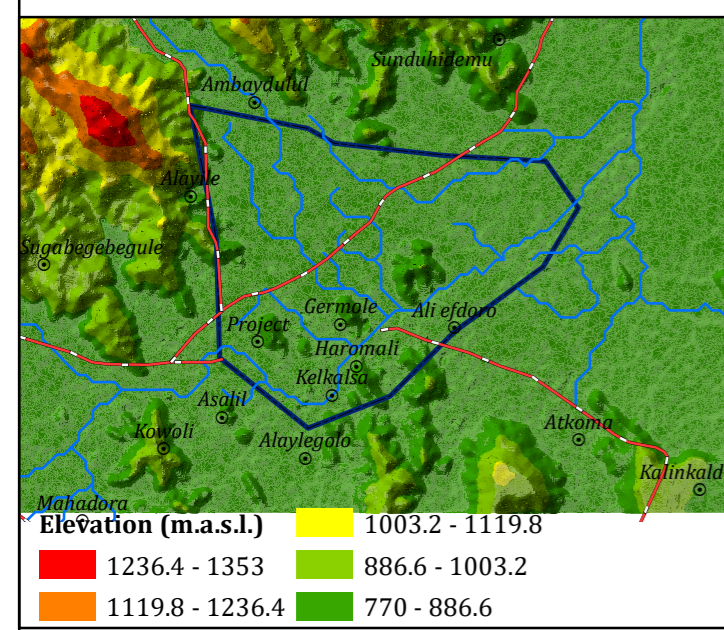 Sunduhidemu
Ambaydulul
Alayile
Sugabegebegule
Germole
Ali efdoro
Project
Haromali
Kelkalsa
Asalil
Atkoma
Kowoli
Alaylegolo
Kalinkald
Mahadora
Elevation (m.a.s.l.)
1003.2 - 1119.8
1236.4 - 1353
886.6 - 1003.2
1119.8 - 1236.4
770 - 886.6